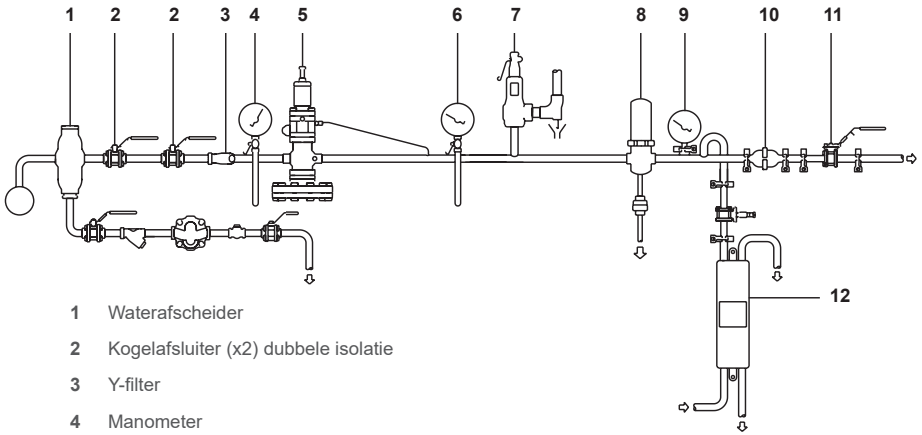 1 2 2 3 4 5 6 7 8 9 10 11
12
1 Waterafscheider
2 Kogelafsluiter (x2) dubbele isolatie
3 Y-filter
4 Manometer